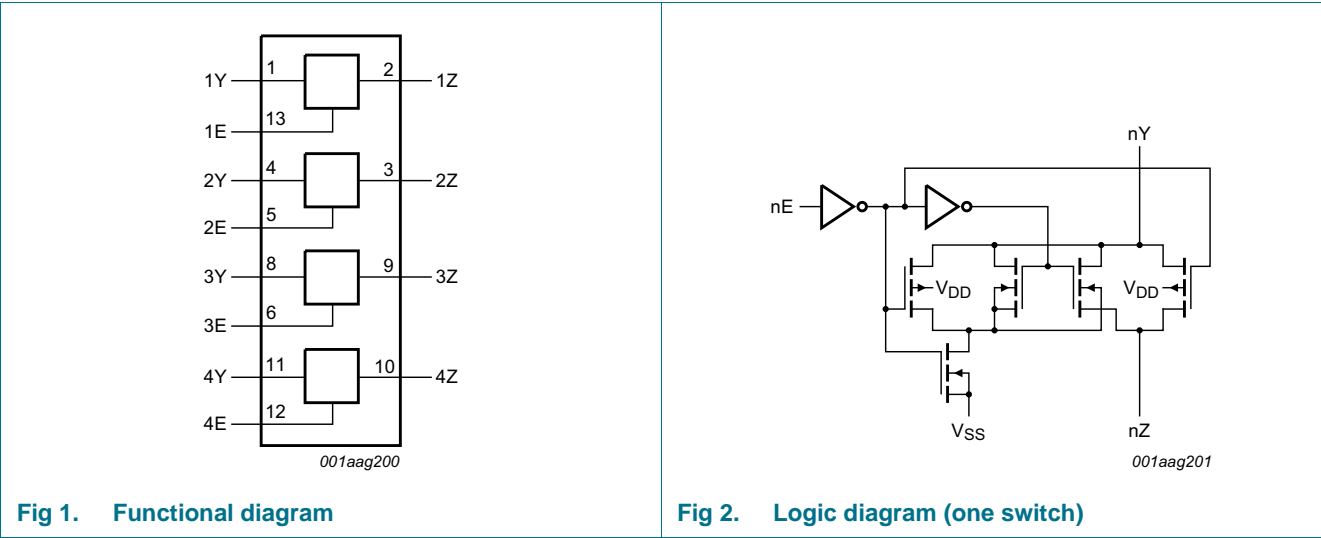 1Y 1 2 1Z
1E 13
2Y 4 3 2Z
2E 5
3Y 8 9 3Z
3E 6
4Y 11 10 4Z
4E 12
001aag200
Fig 1. Functional diagram
nY
nE
VDD VDD
VSS nZ
001aag201
Fig 2. Logic diagram (one switch)